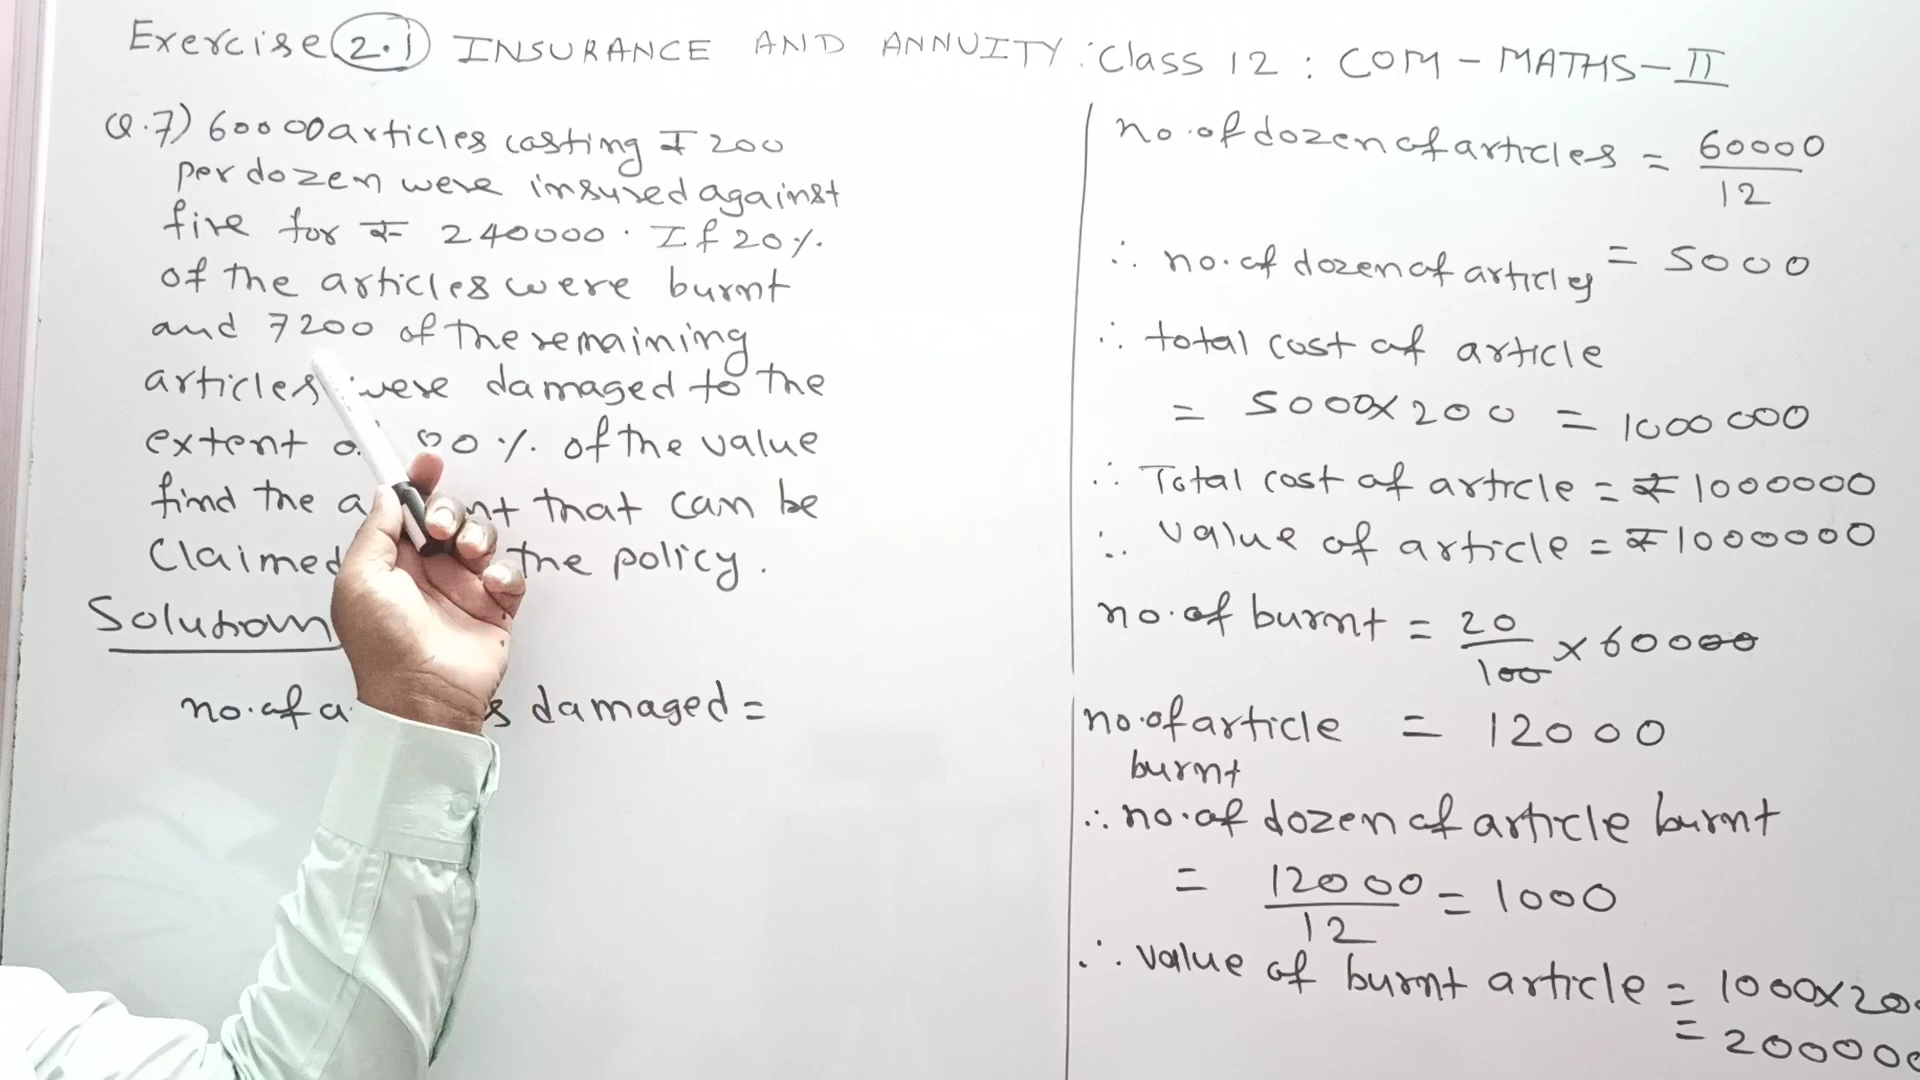 Exercise 2.1 INSURANCE AND ANNUITY : Class 12 : COM - MATHS - II
Q.7) 60000 articles costing ₹ 200
per dozen were insured against
fire for ₹ 240000. If 20%
of the articles were burnt
and 7200 of the remaining
articles were damaged to the
extent 80% of the value
find the that can be
Claimed the policy.
Solution
no. of damaged =
no. of dozen of articles = 60000 / 12
∴ no. of dozen of articles = 5000
∴ total cost of article
= 5000 × 200 = 1000000
∴ Total cost of article = ₹ 1000000
∴ value of article = ₹ 1000000
no. of burnt = 20 / 100 × 60000
no. of article burnt = 12000
∴ no. of dozen of article burnt
= 12000 / 12 = 1000
∴ value of burnt article = 1000 × 20
= 200000